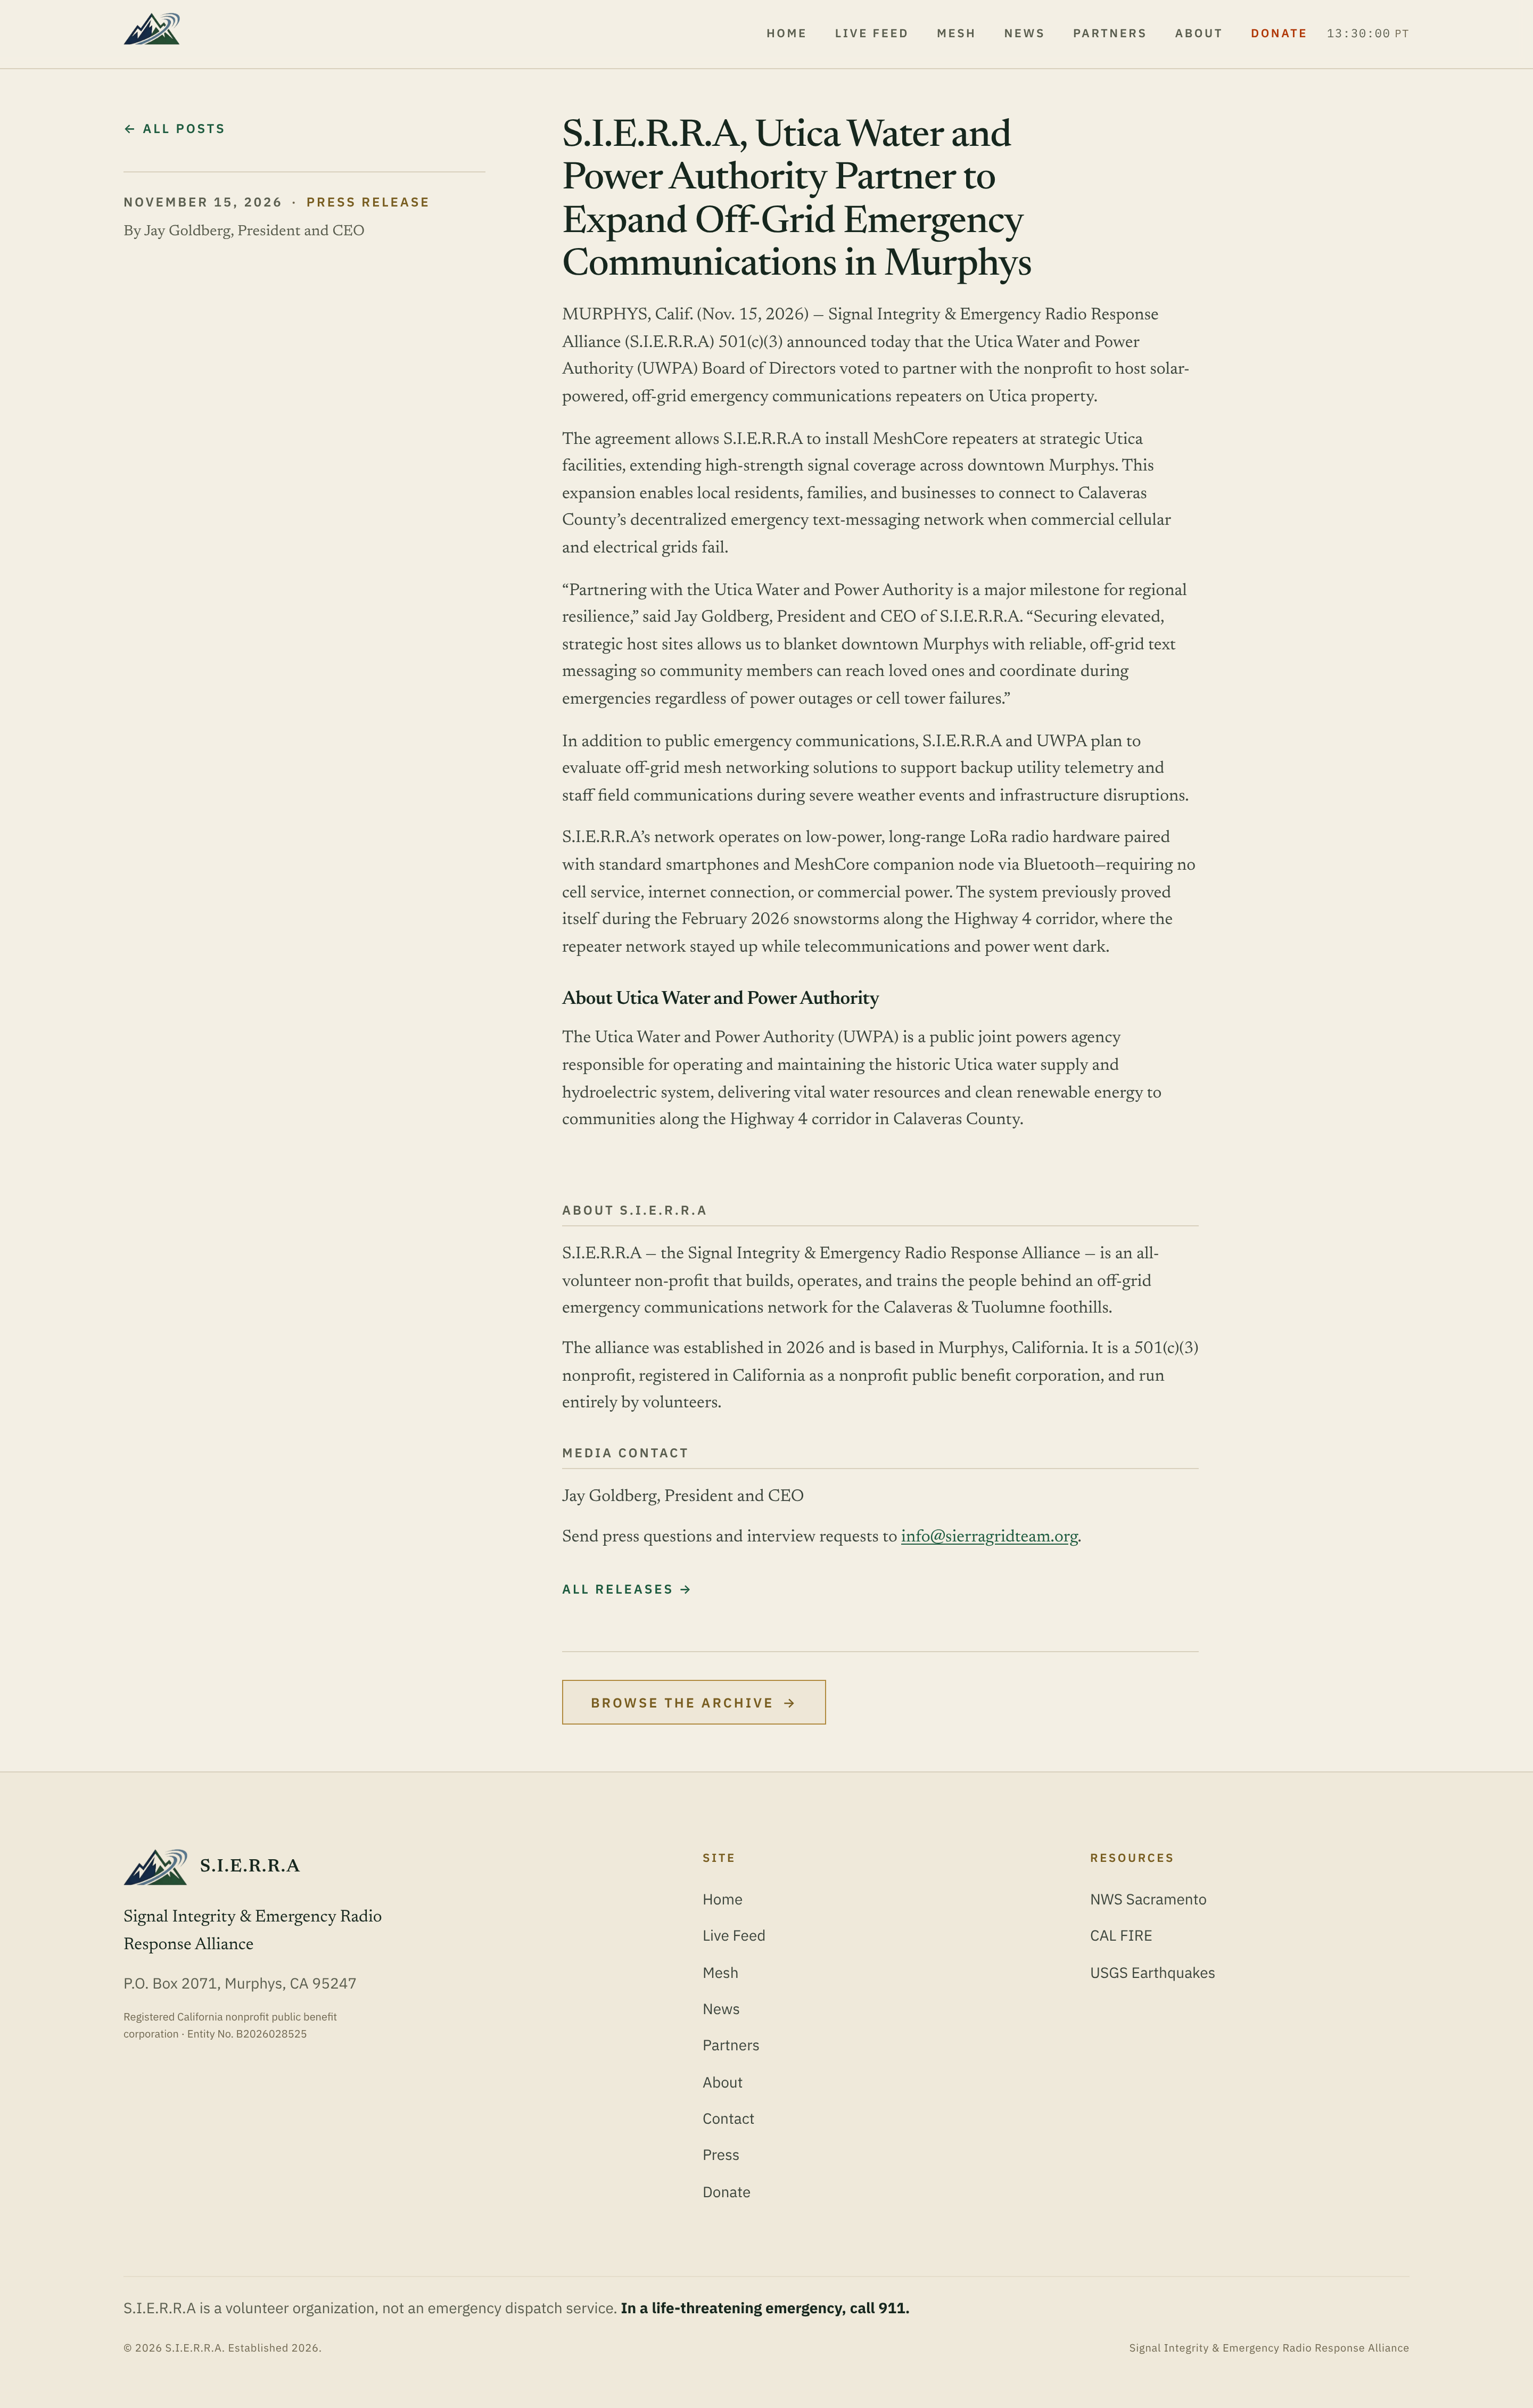 HOME LIVE FEED MESH NEWS PARTNERS ABOUT DONATE 13:30:00 PT
← ALL POSTS
NOVEMBER 15, 2026 · PRESS RELEASE
By Jay Goldberg, President and CEO
S.I.E.R.R.A, Utica Water and
Power Authority Partner to
Expand Off-Grid Emergency
Communications in Murphys
MURPHYS, Calif. (Nov. 15, 2026) — Signal Integrity & Emergency Radio Response
Alliance (S.I.E.R.R.A) 501(c)(3) announced today that the Utica Water and Power
Authority (UWPA) Board of Directors voted to partner with the nonprofit to host solar-
powered, off-grid emergency communications repeaters on Utica property.
The agreement allows S.I.E.R.R.A to install MeshCore repeaters at strategic Utica
facilities, extending high-strength signal coverage across downtown Murphys. This
expansion enables local residents, families, and businesses to connect to Calaveras
County’s decentralized emergency text-messaging network when commercial cellular
and electrical grids fail.
“Partnering with the Utica Water and Power Authority is a major milestone for regional
resilience,” said Jay Goldberg, President and CEO of S.I.E.R.R.A. “Securing elevated,
strategic host sites allows us to blanket downtown Murphys with reliable, off-grid text
messaging so community members can reach loved ones and coordinate during
emergencies regardless of power outages or cell tower failures.”
In addition to public emergency communications, S.I.E.R.R.A and UWPA plan to
evaluate off-grid mesh networking solutions to support backup utility telemetry and
staff field communications during severe weather events and infrastructure disruptions.
S.I.E.R.R.A’s network operates on low-power, long-range LoRa radio hardware paired
with standard smartphones and MeshCore companion node via Bluetooth—requiring no
cell service, internet connection, or commercial power. The system previously proved
itself during the February 2026 snowstorms along the Highway 4 corridor, where the
repeater network stayed up while telecommunications and power went dark.
About Utica Water and Power Authority
The Utica Water and Power Authority (UWPA) is a public joint powers agency
responsible for operating and maintaining the historic Utica water supply and
hydroelectric system, delivering vital water resources and clean renewable energy to
communities along the Highway 4 corridor in Calaveras County.
ABOUT S.I.E.R.R.A
S.I.E.R.R.A — the Signal Integrity & Emergency Radio Response Alliance — is an all-
volunteer non-profit that builds, operates, and trains the people behind an off-grid
emergency communications network for the Calaveras & Tuolumne foothills.
The alliance was established in 2026 and is based in Murphys, California. It is a 501(c)(3)
nonprofit, registered in California as a nonprofit public benefit corporation, and run
entirely by volunteers.
MEDIA CONTACT
Jay Goldberg, President and CEO
Send press questions and interview requests to info@sierragridteam.org.
ALL RELEASES →
BROWSE THE ARCHIVE →
S.I.E.R.R.A
Signal Integrity & Emergency Radio
Response Alliance
P.O. Box 2071, Murphys, CA 95247
Registered California nonprofit public benefit
corporation · Entity No. B2026028525
SITE
Home
Live Feed
Mesh
News
Partners
About
Contact
Press
Donate
RESOURCES
NWS Sacramento
CAL FIRE
USGS Earthquakes
S.I.E.R.R.A is a volunteer organization, not an emergency dispatch service. In a life-threatening emergency, call 911.
© 2026 S.I.E.R.R.A. Established 2026.
Signal Integrity & Emergency Radio Response Alliance